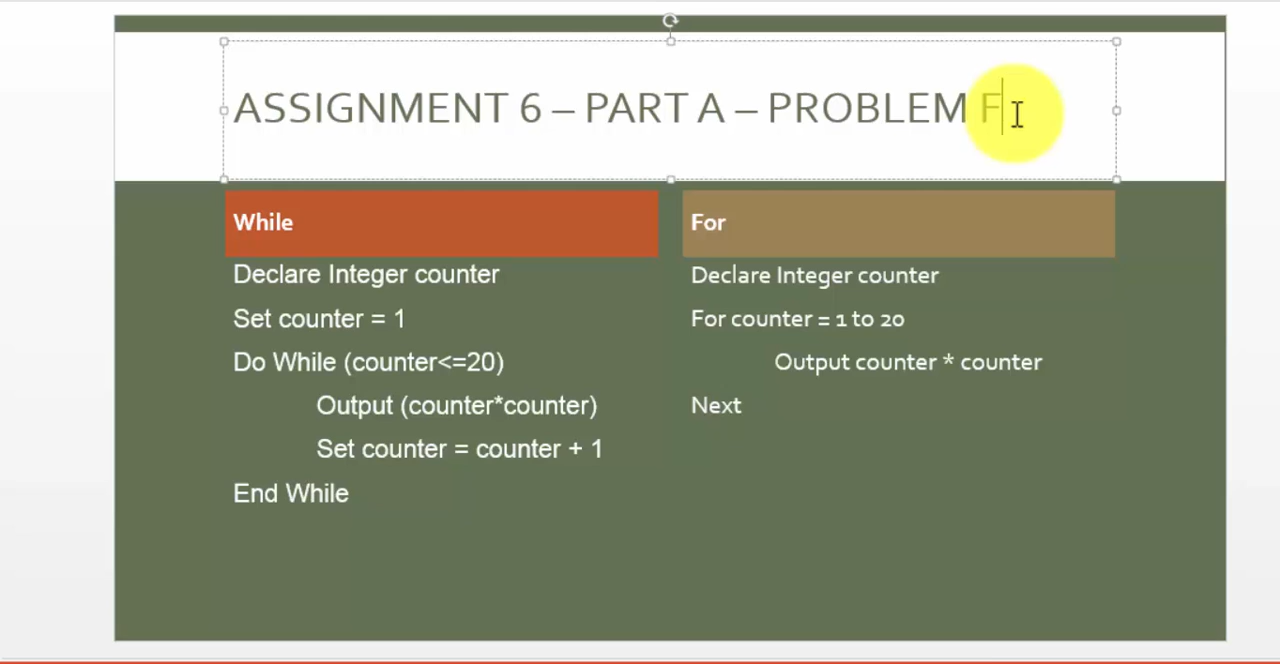 ASSIGNMENT 6 – PART A – PROBLEM F
While
Declare Integer counter
Set counter = 1
Do While (counter<=20)
Output (counter*counter)
Set counter = counter + 1
End While
For
Declare Integer counter
For counter = 1 to 20
Output counter * counter
Next